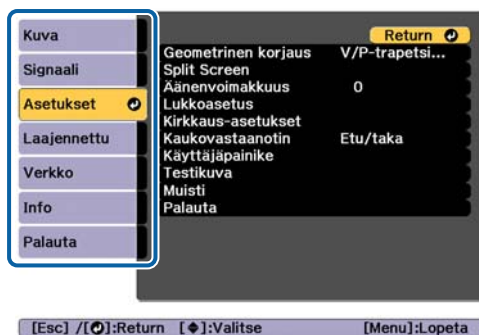 Kuva
Signaali
Asetukset
Laajennettu
Verkko
Info
Palauta
Return
Geometrinen korjaus V/P-trapetsi...
Split Screen
Äänenvoimakkuus 0
Lukkoasetus
Kirkkaus-asetukset
Kaukovastaanotin Etu/taka
Käyttäjäpainike
Testikuva
Muisti
Palauta
[Esc] /[ ]:Return [ ]:Valitse [Menu]:Lopeta